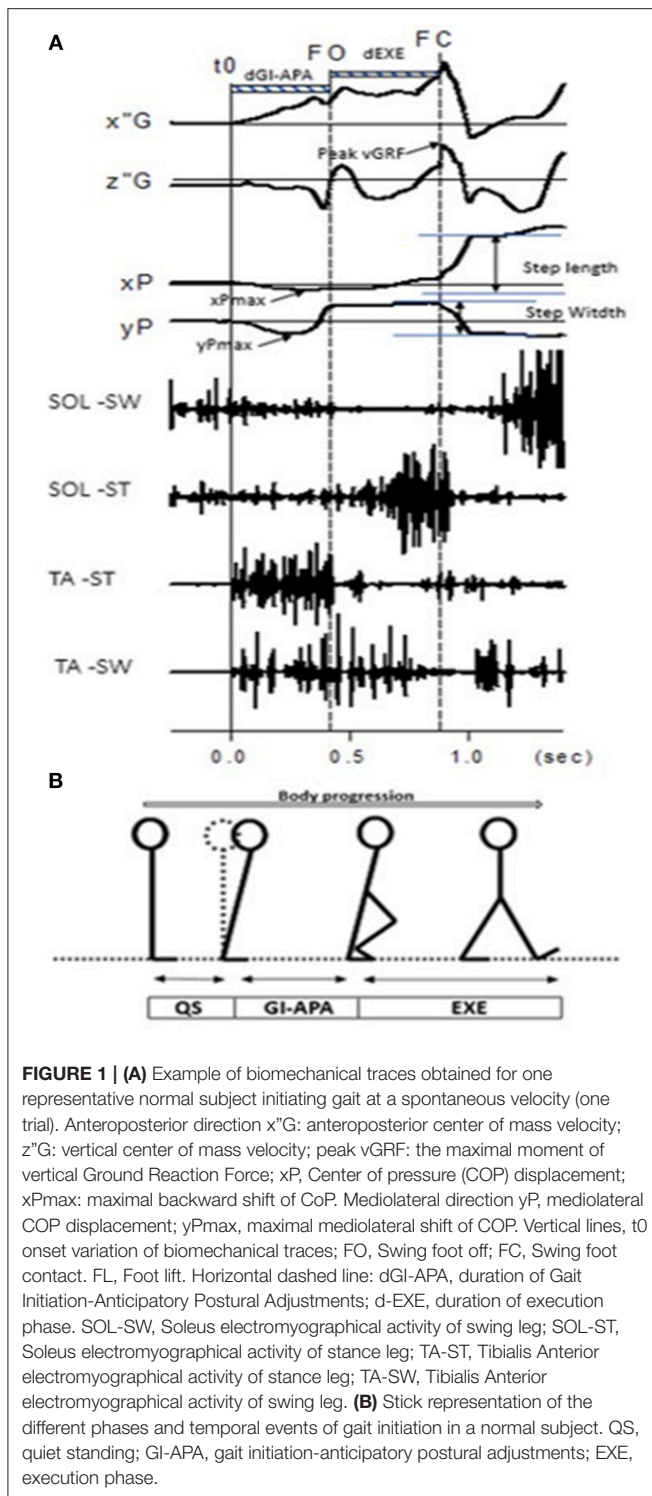 A
t0
F O
F C
dGI-APA
dEXE
x"G
Peak vGRF
z"G
xP
Step length
xPmax
Step Witdth
yP
yPmax
SOL -SW
SOL -ST
TA -ST
TA -SW
0.0 0.5 1.0 (sec)
B
Body progression
QS GI-APA EXE
FIGURE 1 | (A) Example of biomechanical traces obtained for one
representative normal subject initiating gait at a spontaneous velocity (one
trial). Anteroposterior direction x"G: anteroposterior center of mass velocity;
z"G: vertical center of mass velocity; peak vGRF: the maximal moment of
vertical Ground Reaction Force; xP, Center of pressure (COP) displacement;
xPmax: maximal backward shift of CoP. Mediolateral direction yP, mediolateral
COP displacement; yPmax, maximal mediolateral shift of COP. Vertical lines, t0
onset variation of biomechanical traces; FO, Swing foot off; FC, Swing foot
contact. FL, Foot lift. Horizontal dashed line: dGI-APA, duration of Gait
Initiation-Anticipatory Postural Adjustments; d-EXE, duration of execution
phase. SOL-SW, Soleus electromyographical activity of swing leg; SOL-ST,
Soleus electromyographical activity of stance leg; TA-ST, Tibialis Anterior
electromyographical activity of stance leg; TA-SW, Tibialis Anterior
electromyographical activity of swing leg. (B) Stick representation of the
different phases and temporal events of gait initiation in a normal subject. QS,
quiet standing; GI-APA, gait initiation-anticipatory postural adjustments; EXE,
execution phase.